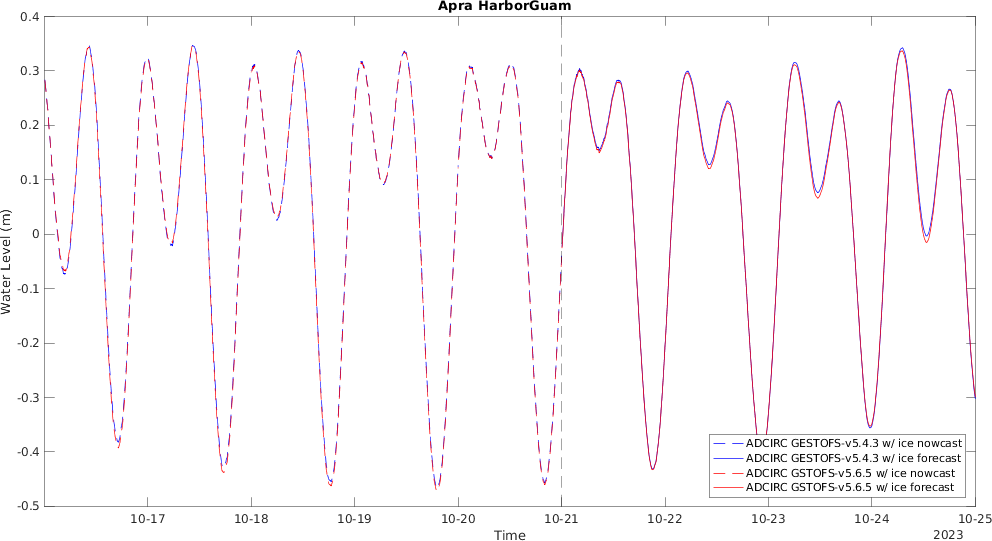 Apra HarborGuam
0.4
0.3
0.2
0.1
0
-0.1
-0.2
-0.3
-0.4
-0.5
Water Level (m)
ADCIRC GESTOFS-v5.4.3 w/ ice nowcast
ADCIRC GESTOFS-v5.4.3 w/ ice forecast
ADCIRC GSTOFS-v5.6.5 w/ ice nowcast
ADCIRC GSTOFS-v5.6.5 w/ ice forecast
10-17 10-18 10-19 10-20 10-21 10-22 10-23 10-24 10-25
Time
2023